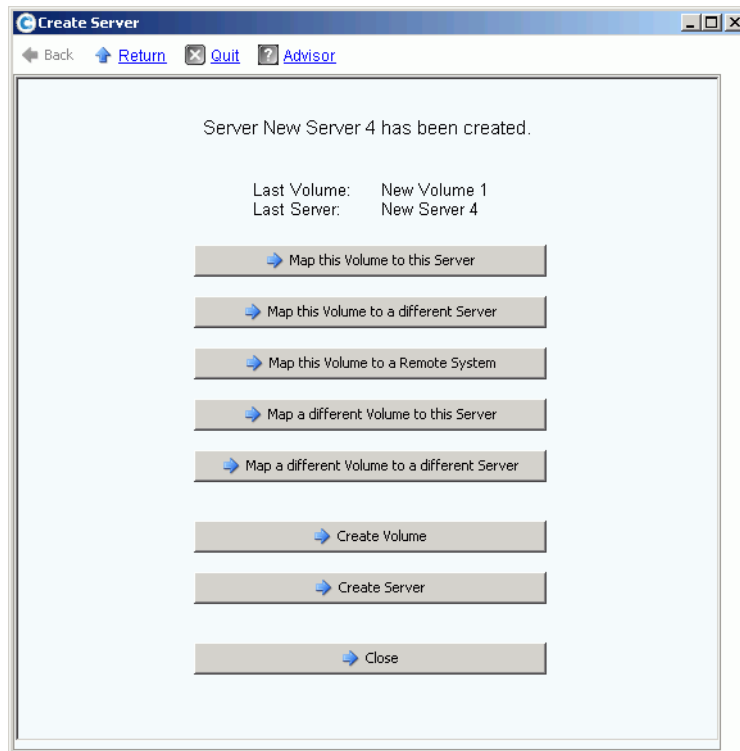 Create Server
Back Return Quit Advisor
Server New Server 4 has been created.
Last Volume: New Volume 1
Last Server: New Server 4
Map this Volume to this Server
Map this Volume to a different Server
Map this Volume to a Remote System
Map a different Volume to this Server
Map a different Volume to a different Server
Create Volume
Create Server
Close